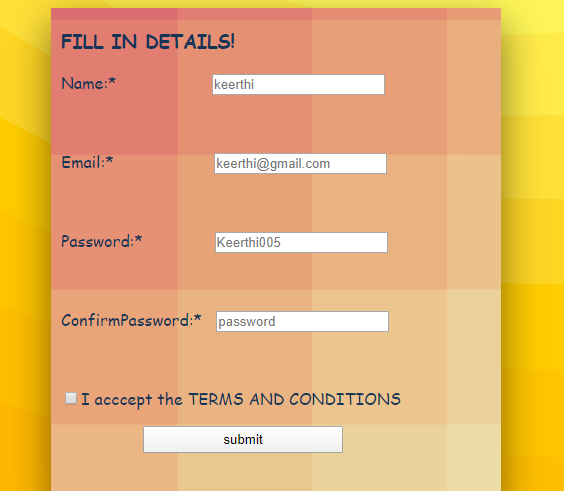 FILL IN DETAILS!
Name:* keerthi
Email:* keerthi@gmail.com
Password:* Keerthi005
ConfirmPassword:* password
I acccept the TERMS AND CONDITIONS
submit